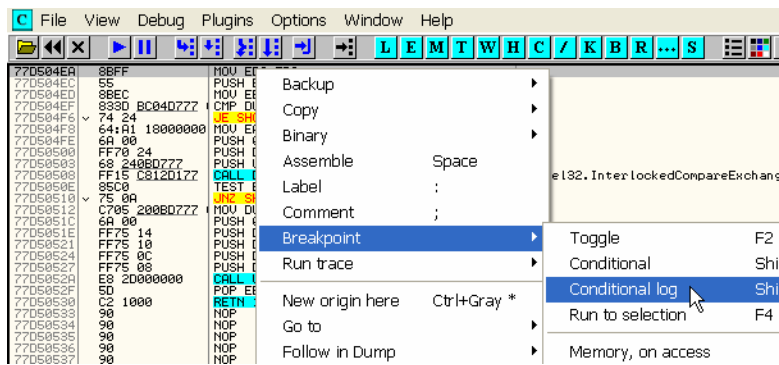 C File View Debug Plugins Options Window Help
L E M T W H C / K B R ... S
77D504EA 8BFF MOV
77D504EC 55 PUSH
77D504ED 8BEC MOV
77D504EF 833D BC04D777 CMP
77D504F6 74 24 JE
77D504F8 64:A1 18000000 MOV
77D504FE 6A 00 PUSH
77D50500 FF70 24 PUSH
77D50503 68 240BD777 PUSH
77D50508 FF15 C812D177 CALL el32.InterlockedCompareExchang
77D5050E 85C0 TEST
77D50510 75 0A JNZ
77D50512 C705 200BD777 MOV
77D5051C 6A 00 PUSH
77D5051E FF75 14 PUSH
77D50521 FF75 10 PUSH
77D50524 FF75 0C PUSH
77D50527 FF75 08 PUSH
77D5052A E8 2D000000 CALL
77D5052F 5D POP
77D50530 C2 1000 RETN
77D50533 90 NOP
77D50534 90 NOP
77D50535 90 NOP
77D50536 90 NOP
77D50537 90 NOP
Backup
Copy
Binary
Assemble Space
Label :
Comment ;
Breakpoint
Run trace
New origin here Ctrl+Gray *
Go to
Follow in Dump
Toggle F2
Conditional Shi
Conditional log Shi
Run to selection F4
Memory, on access